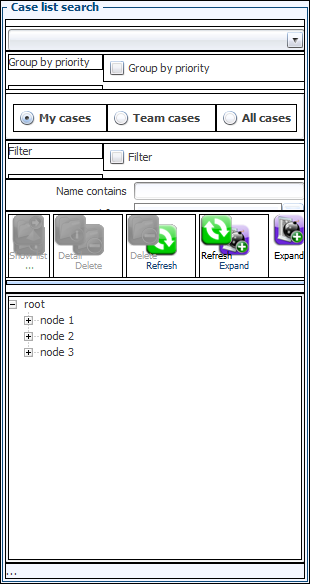 Case list search
Group by priority Group by priority
My cases Team cases All cases
Filter Filter
Name contains
Show list Detail Delete Refresh Expand
... Delete Refresh Expand
root
node 1
node 2
node 3
...